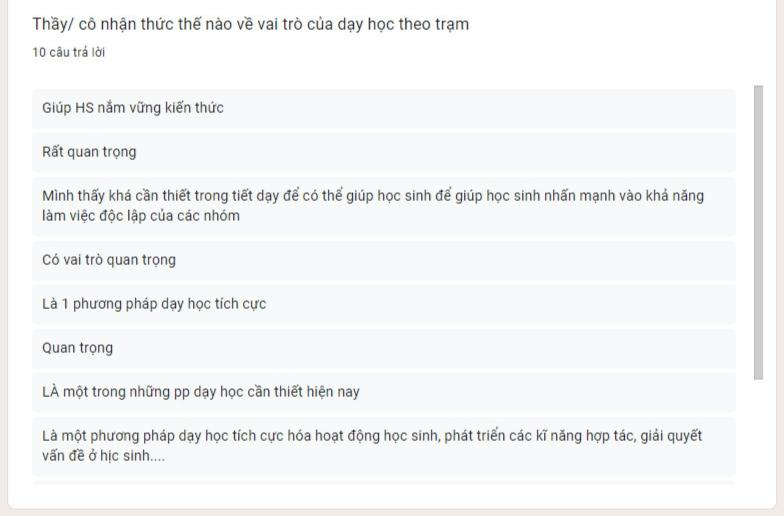 Thầy/ cô nhận thức thế nào về vai trò của dạy học theo trạm
10 câu trả lời
Giúp HS nắm vững kiến thức
Rất quan trọng
Mình thấy khá cần thiết trong tiết dạy để có thể giúp học sinh để giúp học sinh nhấn mạnh vào khả năng
làm việc độc lập của các nhóm
Có vai trò quan trọng
Là 1 phương pháp dạy học tích cực
Quan trọng
LÀ một trong những pp dạy học cần thiết hiện nay
Là một phương pháp dạy học tích cực hóa hoạt động học sinh, phát triển các kĩ năng hợp tác, giải quyết
vấn đề ở hịc sinh....